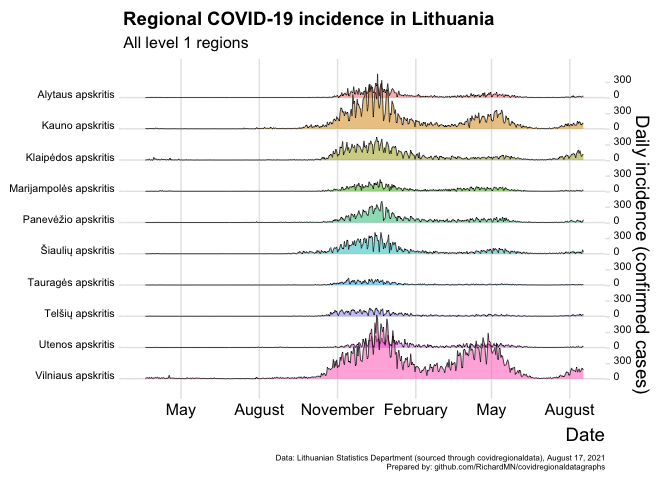 Regional COVID-19 incidence in Lithuania
All level 1 regions
Alytaus apskritis
Kauno apskritis
Klaipėdos apskritis
Marijampolės apskritis
Panevėžio apskritis
Šiaulių apskritis
Tauragės apskritis
Telšių apskritis
Utenos apskritis
Vilniaus apskritis
300
0
300
0
300
0
300
0
300
0
300
0
300
0
300
0
300
0
300
0
Daily incidence (confirmed cases)
May August November February May August
Date
Data: Lithuanian Statistics Department (sourced through covidregionaldata), August 17, 2021
Prepared by: github.com/RichardMN/covidregionaldatagraphs